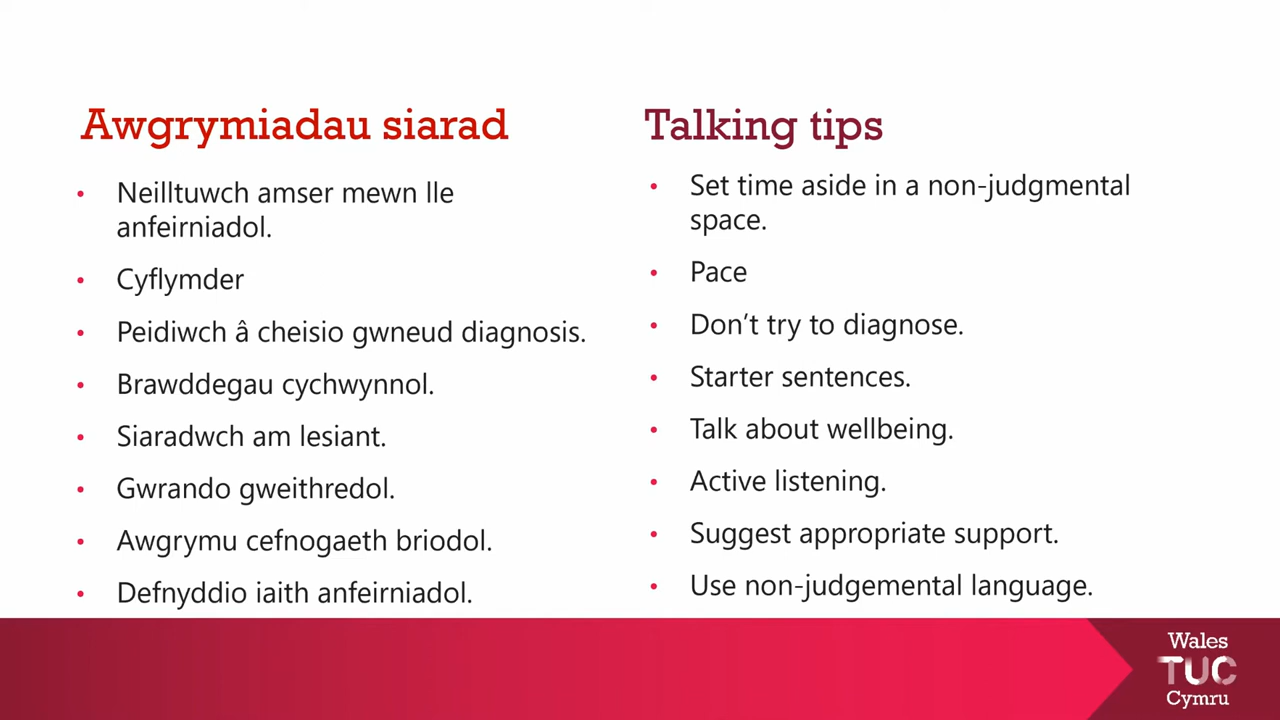 Awgrymiadau siarad
• Neilltuwch amser mewn lle
anfeirniadol.
• Cyflymder
• Peidiwch â cheisio gwneud diagnosis.
• Brawddegau cychwynnol.
• Siaradwch am lesiant.
• Gwrando gweithredol.
• Awgrymu cefnogaeth briodol.
• Defnyddio iaith anfeirniadol.
Talking tips
• Set time aside in a non-judgmental
space.
• Pace
• Don’t try to diagnose.
• Starter sentences.
• Talk about wellbeing.
• Active listening.
• Suggest appropriate support.
• Use non-judgemental language.
Wales
TUC
Cymru